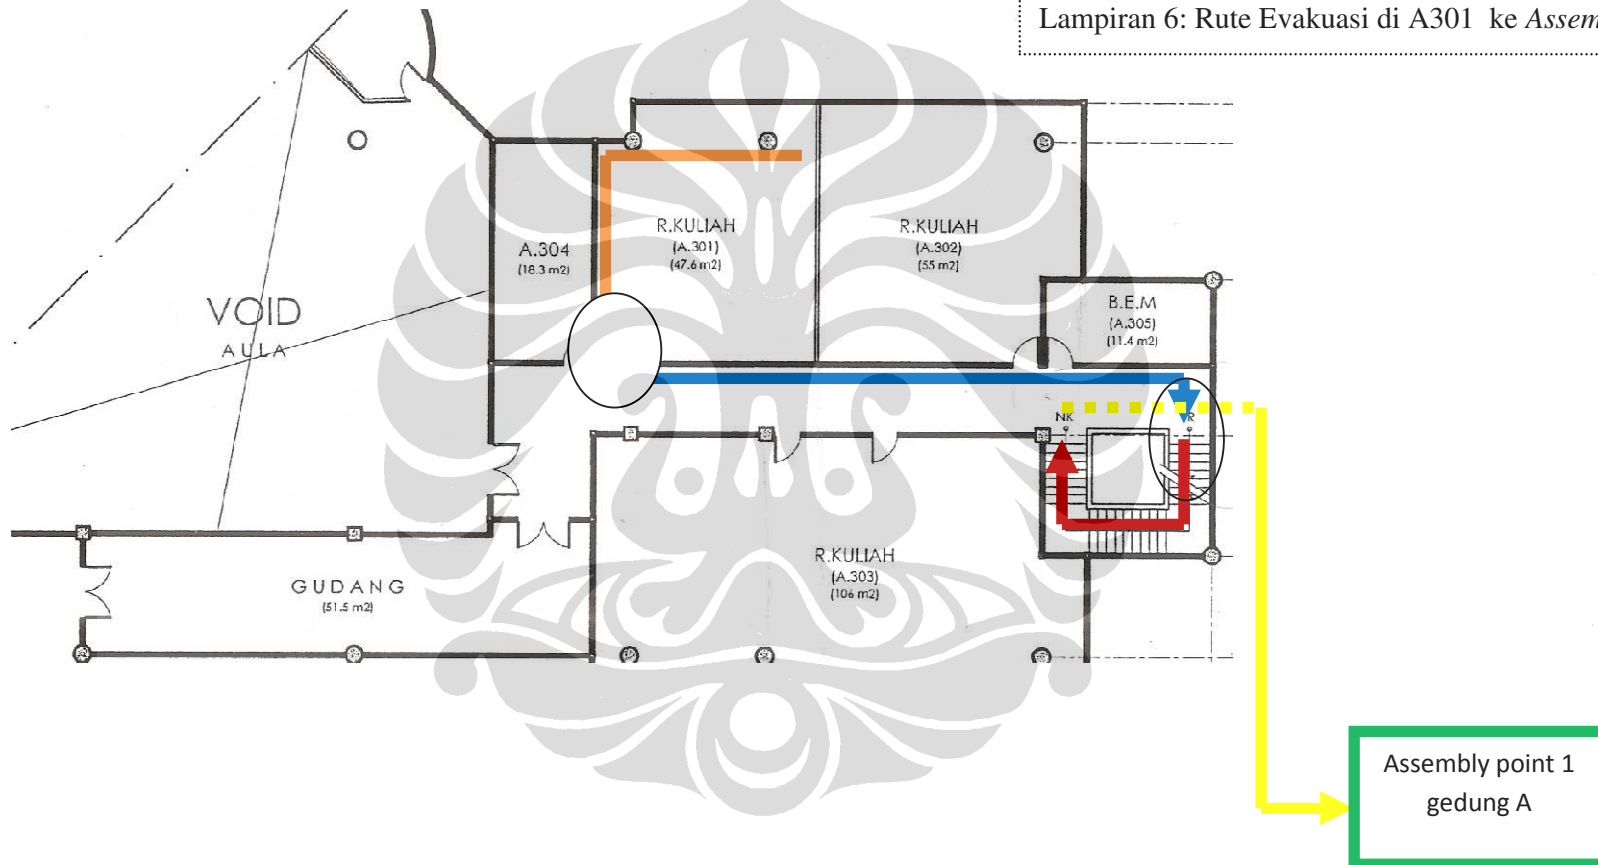 Lampiran 6: Rute Evakuasi di A301 ke Assem
A.304
(18.3 m2)
R.KULIAH
(A.301)
(47.6 m2)
R.KULIAH
(A.302)
(55 m2)
B.E.M
(A.305)
(11.4 m2)
VOID
AULA
NK
R
R.KULIAH
(A.303)
(106 m2)
GUDANG
(51.5 m2)
Assembly point 1
gedung A